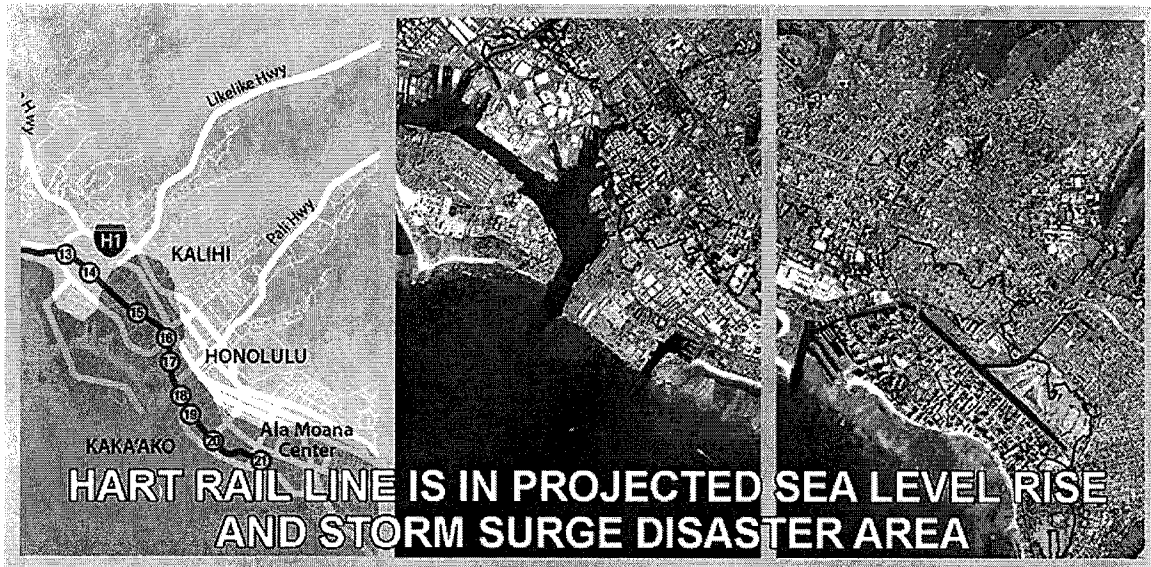 Likelike Hwy
Hwy
Pali Hwy
H1
KALIHI
13
14
15
16
HONOLULU
17
18
19
KAKA'AKO
20
Ala Moana
Center
21
HART RAIL LINE IS IN PROJECTED SEA LEVEL RISE
AND STORM SURGE DISASTER AREA